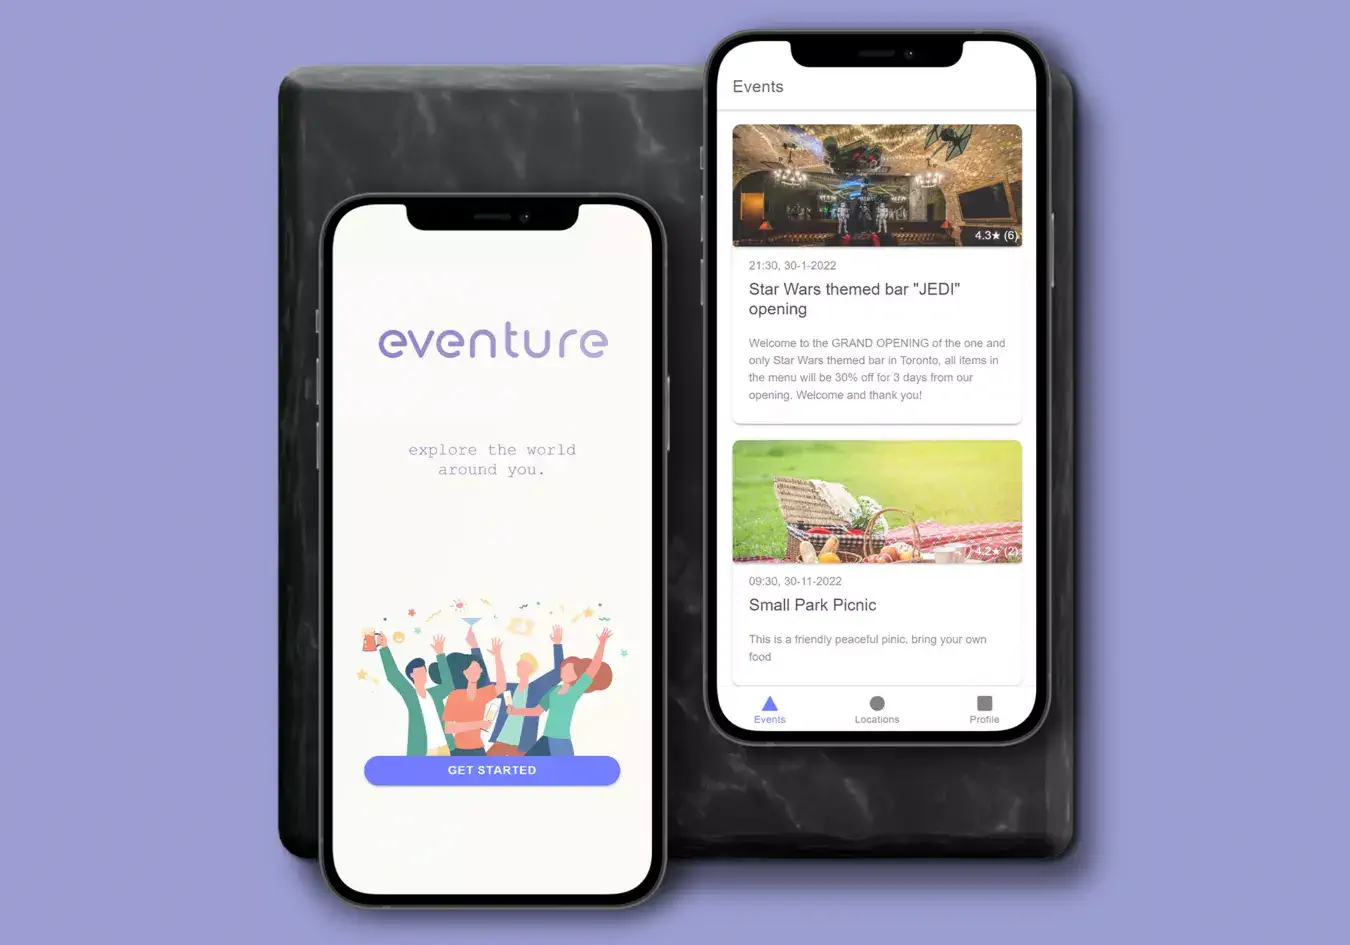 eventure
explore the world
around you.
GET STARTED
Events
4.3★ (6)
21:30, 30-1-2022
Star Wars themed bar "JEDI"
opening
Welcome to the GRAND OPENING of the one and
only Star Wars themed bar in Toronto, all items in
the menu will be 30% off for 3 days from our
opening. Welcome and thank you!
4.2★ (2)
09:30, 30-11-2022
Small Park Picnic
This is a friendly peaceful pinic, bring your own
food
Events
Locations
Profile